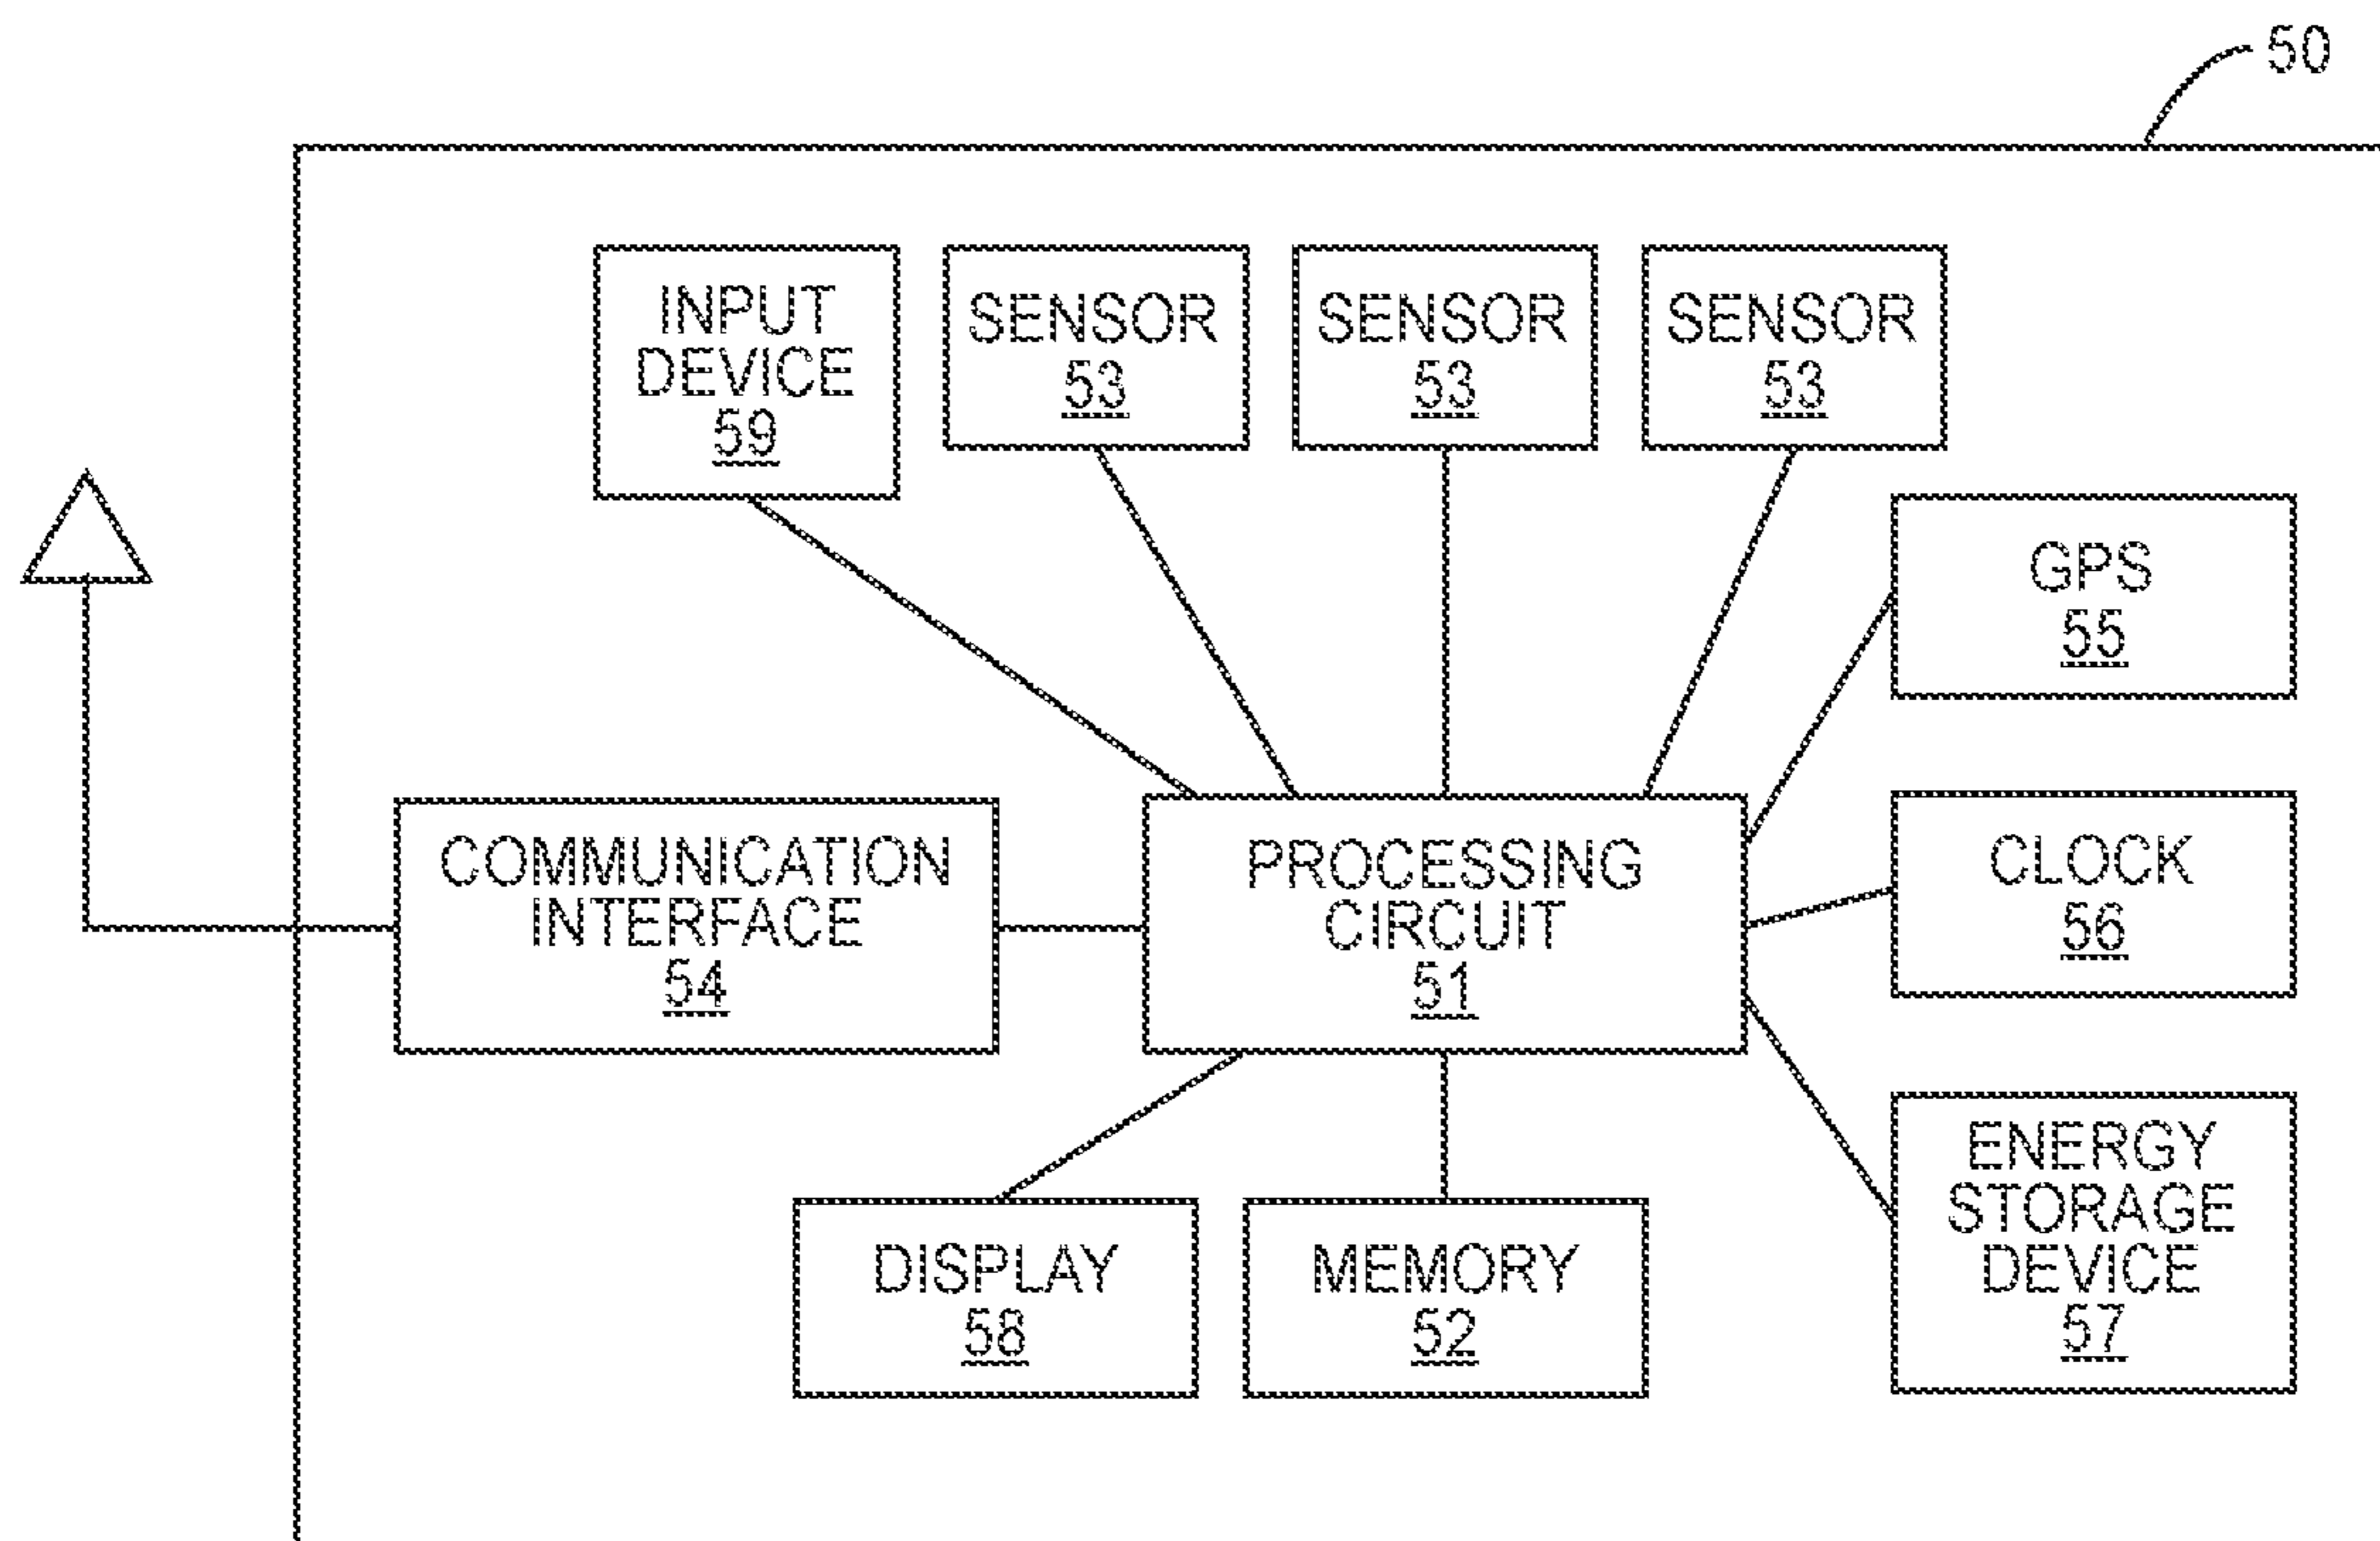 50
INPUT
DEVICE
59
SENSOR
53
SENSOR
53
SENSOR
53
GPS
55
COMMUNICATION
INTERFACE
54
PROCESSING
CIRCUIT
51
CLOCK
56
DISPLAY
58
MEMORY
52
ENERGY
STORAGE
DEVICE
57